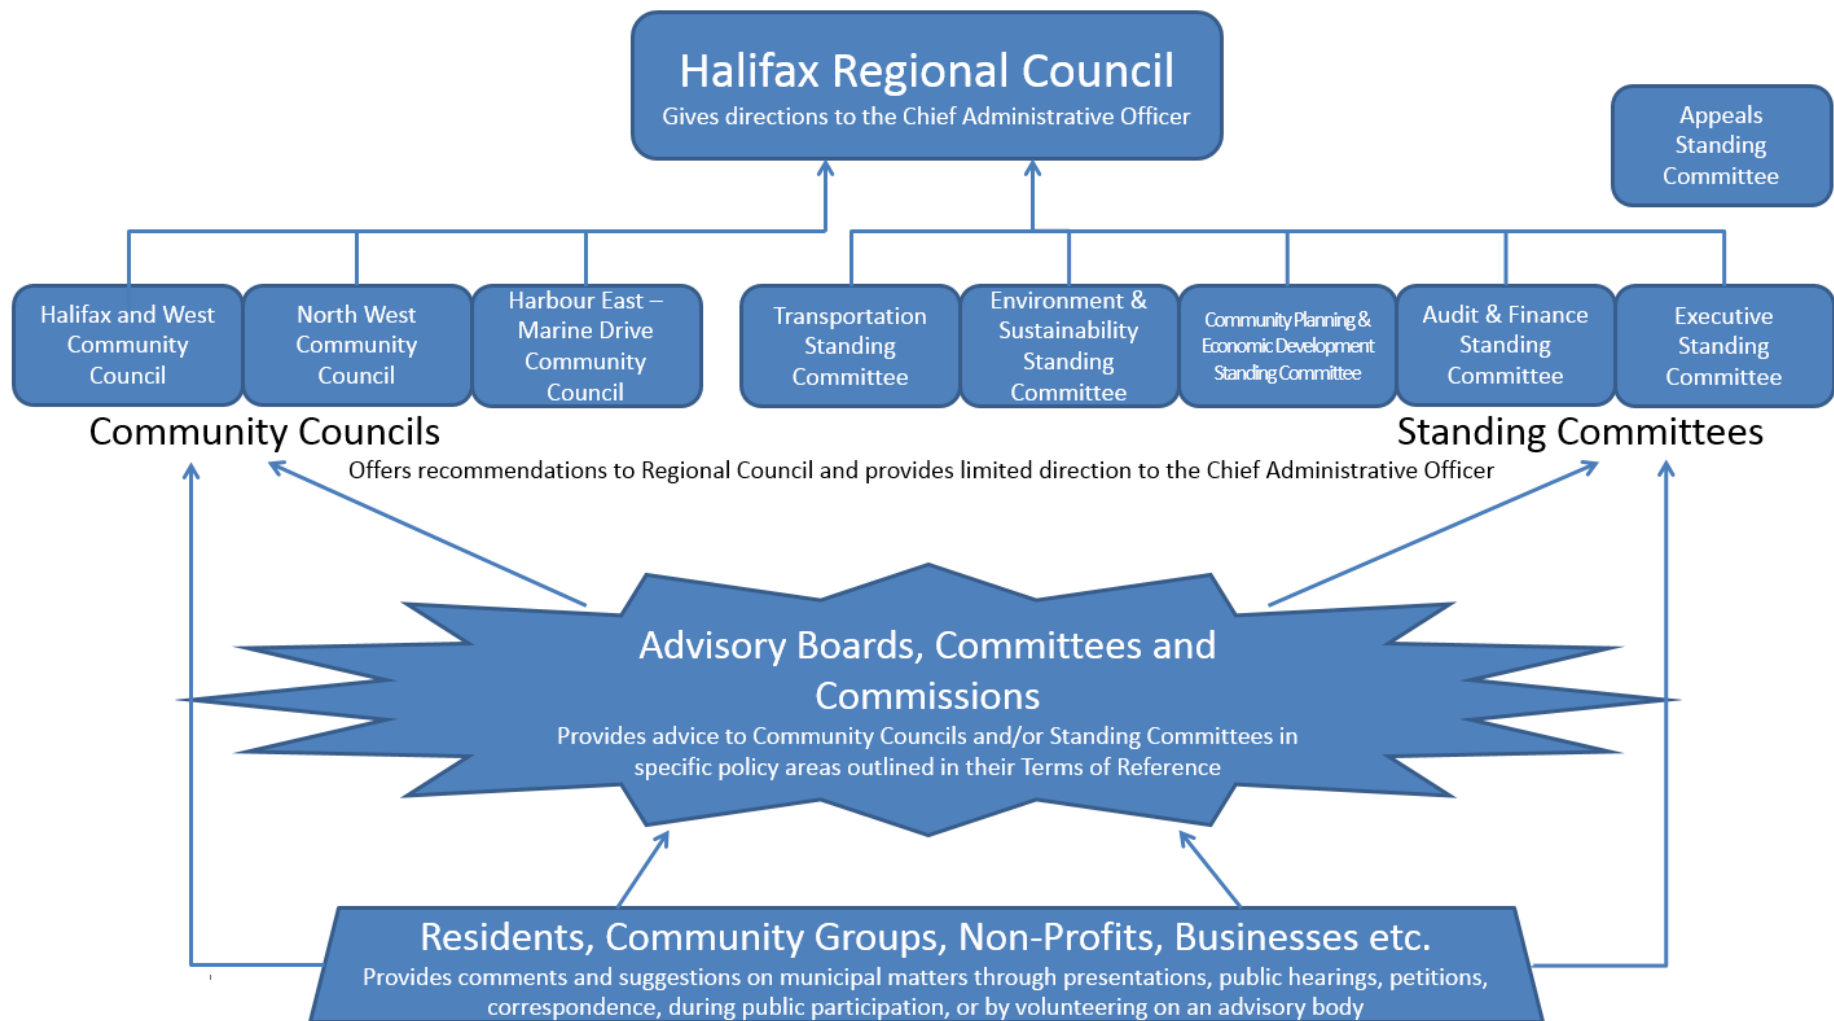 Halifax Regional Council
Gives directions to the Chief Administrative Officer
Appeals
Standing
Committee
Halifax and West
Community
Council
North West
Community
Council
Harbour East –
Marine Drive
Community
Council
Transportation
Standing
Committee
Environment &
Sustainability
Standing
Committee
Community Planning &
Economic Development
Standing Committee
Audit & Finance
Standing
Committee
Executive
Standing
Committee
Community Councils
Standing Committees
Offers recommendations to Regional Council and provides limited direction to the Chief Administrative Officer
Advisory Boards, Committees and
Commissions
Provides advice to Community Councils and/or Standing Committees in
specific policy areas outlined in their Terms of Reference
Residents, Community Groups, Non-Profits, Businesses etc.
Provides comments and suggestions on municipal matters through presentations, public hearings, petitions,
correspondence, during public participation, or by volunteering on an advisory body